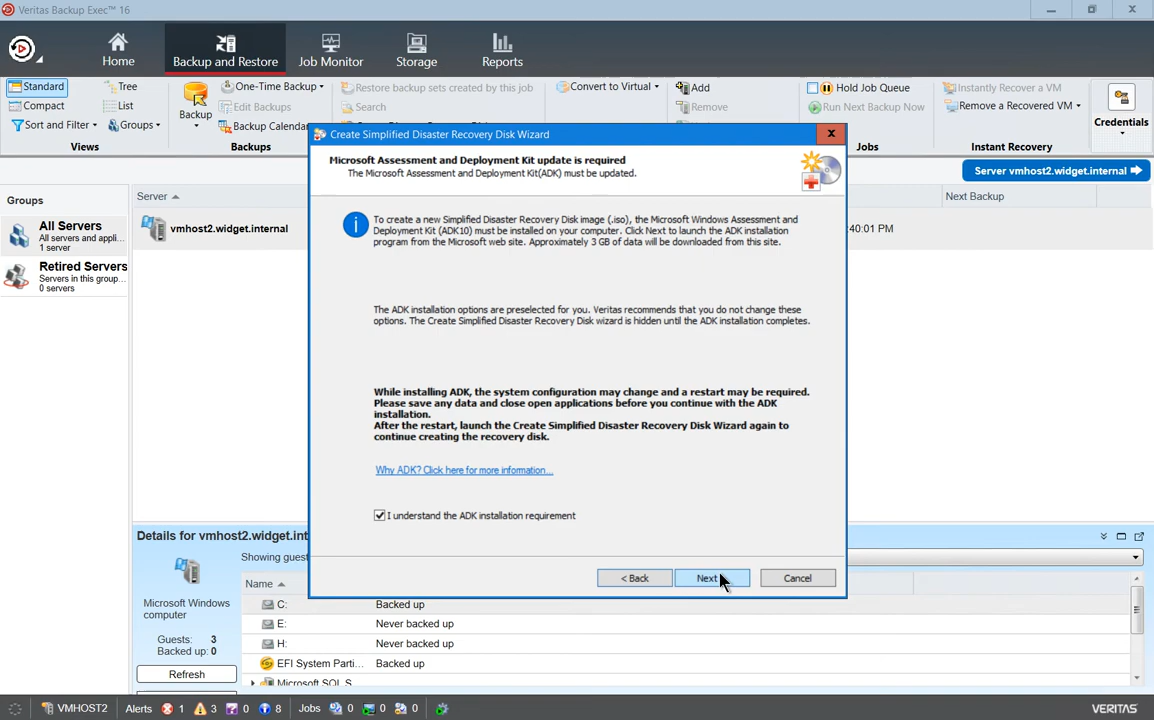 Veritas Backup Exec™ 16
Home
Backup and Restore
Job Monitor
Storage
Reports
Standard
Tree
Compact
List
Sort and Filter
Groups
Views
Backup
One-Time Backup
Edit Backups
Backup Calendar
Backups
Restore backup sets created by this job
Search
Convert to Virtual
Add
Remove
Hold Job Queue
Run Next Backup Now
Jobs
Instantly Recover a VM
Remove a Recovered VM
Instant Recovery
Credentials
Server vmhost2.widget.internal
Groups
All Servers
All servers and appli...
1 server
Retired Servers
Servers in this group...
0 servers
Server
Next Backup
vmhost2.widget.internal
40:01 PM
Create Simplified Disaster Recovery Disk Wizard
Microsoft Assessment and Deployment Kit update is required
The Microsoft Assessment and Deployment Kit(ADK) must be updated.
To create a new Simplified Disaster Recovery Disk image (.iso), the Microsoft Windows Assessment and
Deployment Kit (ADK10) must be installed on your computer. Click Next to launch the ADK installation
program from the Microsoft web site. Approximately 3 GB of data will be downloaded from this site.
The ADK installation options are preselected for you. Veritas recommends that you do not change these
options. The Create Simplified Disaster Recovery Disk wizard is hidden until the ADK installation completes.
While installing ADK, the system configuration may change and a restart may be required.
Please save any data and close open applications before you continue with the ADK
installation.
After the restart, launch the Create Simplified Disaster Recovery Disk Wizard again to
continue creating the recovery disk.
Why ADK? Click here for more information...
I understand the ADK installation requirement
< Back
Next
Cancel
Details for vmhost2.widget.int
Showing guest
Microsoft Windows
computer
Guests: 3
Backed up: 0
Refresh
Name
C: Backed up
E: Never backed up
H: Never backed up
EFI System Parti... Backed up
Microsoft SQL S
VMHOST2
Alerts 1 3 0 8
Jobs 0 0 0
VERITAS